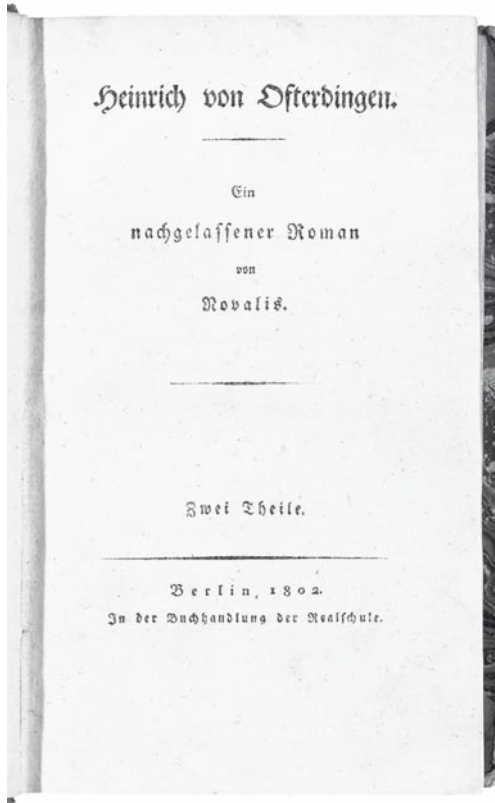 Heinrich von Ofterdingen.
Ein
nachgelassener Roman
von
Novalis.
Zwei Theile.
Berlin, 1802.
In der Buchhandlung der Realschule.